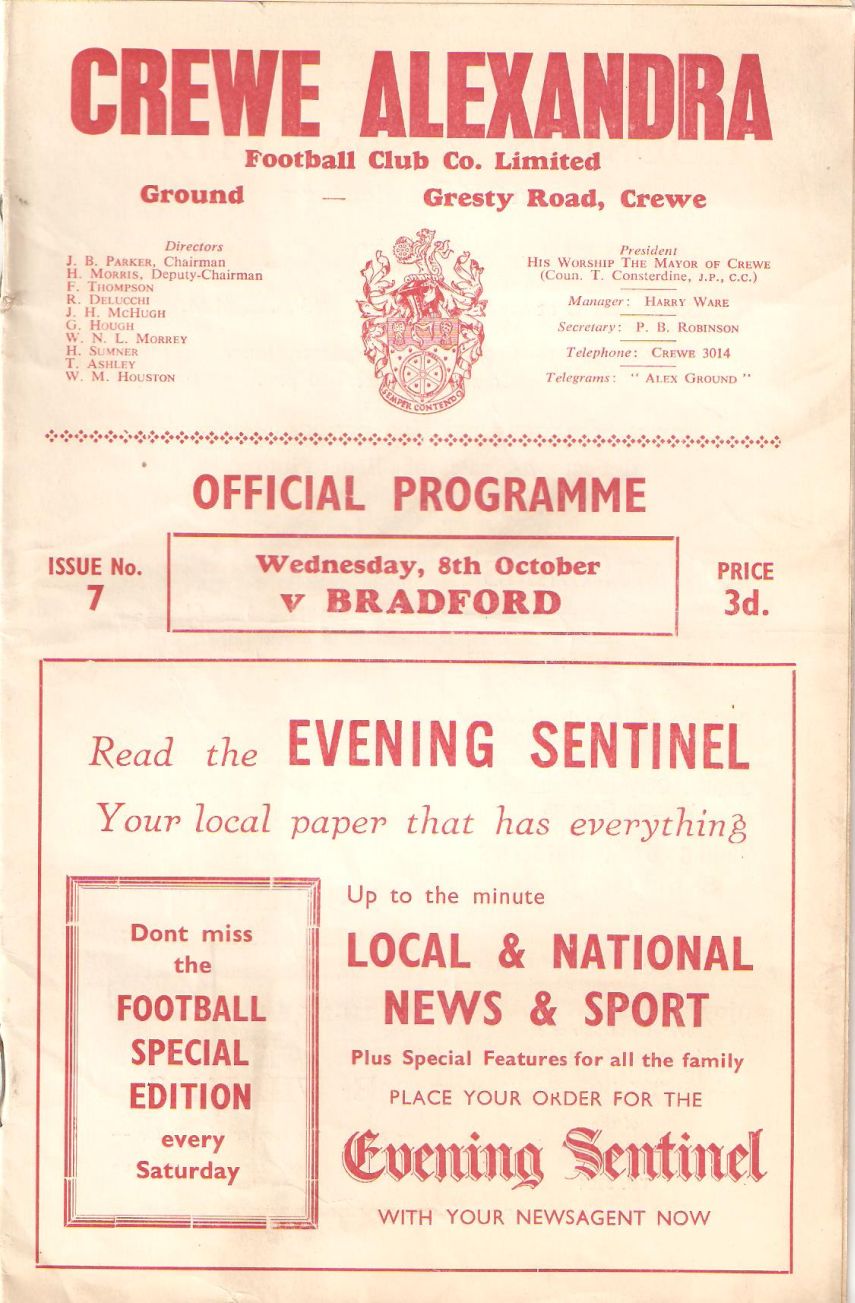 CREWE ALEXANDRA
Football Club Co. Limited
Ground — Gresty Road, Crewe
Directors
J. B. PARKER, Chairman
H. MORRIS, Deputy-Chairman
F. THOMPSON
R. DELUCCHI
J. H. MCHUGH
G. HOUGH
W. N. L. MORREY
H. SUMNER
T. ASHLEY
W. M. HOUSTON
SEMPER CONTENDO
President
HIS WORSHIP THE MAYOR OF CREWE
(Coun. T. Consterdine, J.P., C.C.)
Manager: HARRY WARE
Secretary: P. B. ROBINSON
Telephone: CREWE 3014
Telegrams: "ALEX GROUND"
OFFICIAL PROGRAMME
ISSUE No.
7
Wednesday, 8th October
v BRADFORD
PRICE
3d.
Read the EVENING SENTINEL
Your local paper that has everything
Dont miss
the
FOOTBALL
SPECIAL
EDITION
every
Saturday
Up to the minute
LOCAL & NATIONAL
NEWS & SPORT
Plus Special Features for all the family
PLACE YOUR ORDER FOR THE
Evening Sentinel
WITH YOUR NEWSAGENT NOW